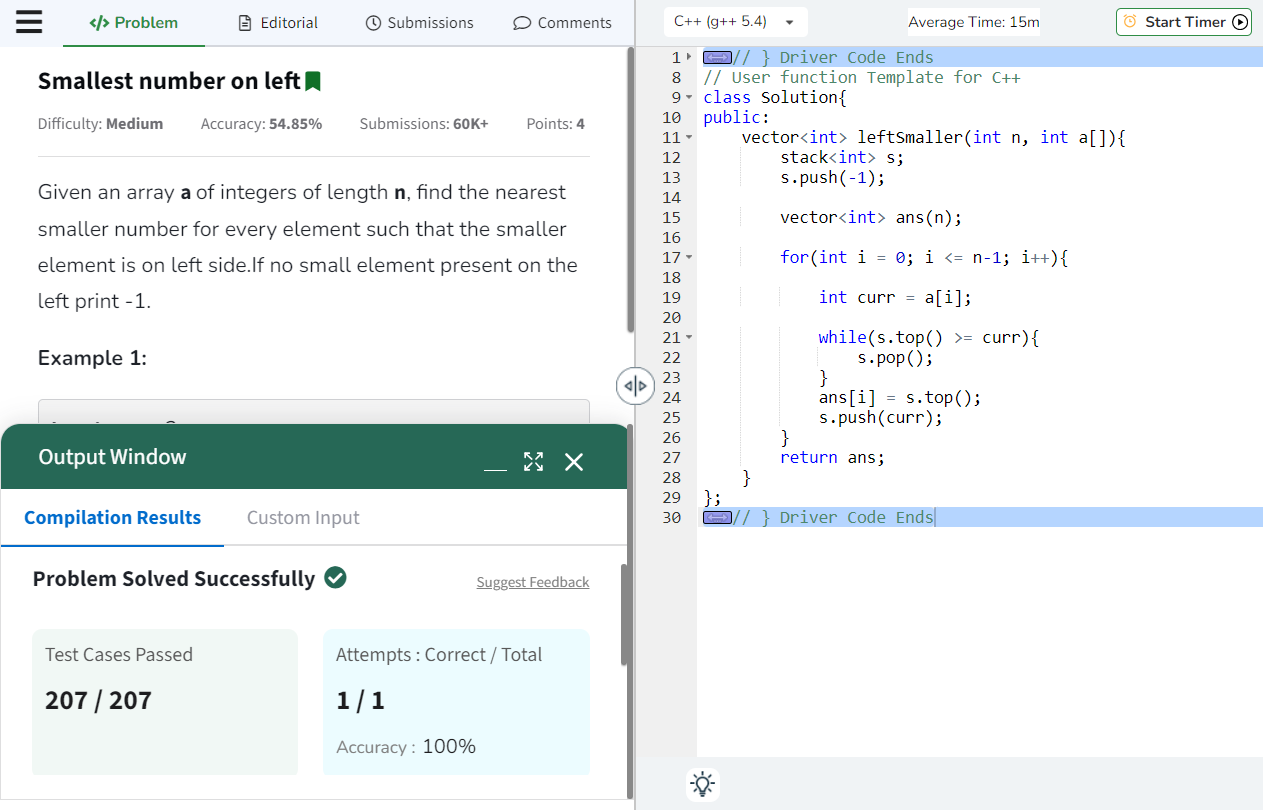 Problem
Editorial
Submissions
Comments
Smallest number on left
Difficulty: Medium
Accuracy: 54.85%
Submissions: 60K+
Points: 4
Given an array a of integers of length n, find the nearest
smaller number for every element such that the smaller
element is on left side.If no small element present on the
left print -1.
Example 1:
Output Window
Compilation Results
Custom Input
Problem Solved Successfully
Suggest Feedback
Test Cases Passed
207 / 207
Attempts : Correct / Total
1 / 1
Accuracy : 100%
C++ (g++ 5.4)
Average Time: 15m
Start Timer
1 // } Driver Code Ends
8 // User function Template for C++
9 class Solution{
10 public:
11 vector<int> leftSmaller(int n, int a[]){
12 stack<int> s;
13 s.push(-1);
14
15 vector<int> ans(n);
16
17 for(int i = 0; i <= n-1; i++){
18
19 int curr = a[i];
20
21 while(s.top() >= curr){
22 s.pop();
23 }
24 ans[i] = s.top();
25 s.push(curr);
26 }
27 return ans;
28 }
29 };
30 // } Driver Code Ends